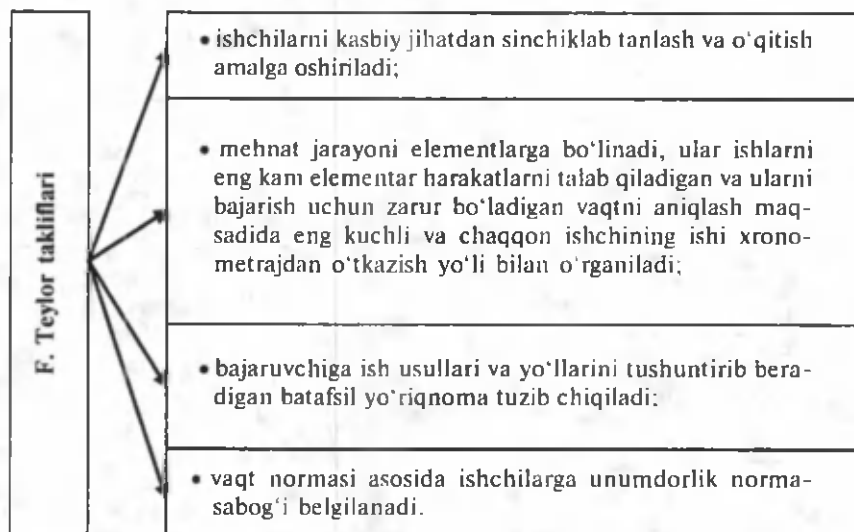 F. Teylor takliflari
• ishchilarni kasbiy jihatdan sinchiklab tanlash va o‘qitish
amalga oshiriladi;
• mehnat jarayoni elementlarga bo‘linadi, ular ishlarni
eng kam elementar harakatlarni talab qiladigan va ularni
bajarish uchun zarur bo‘ladigan vaqtni aniqlash maq-
sadida eng kuchli va chaqqon ishchining ishi xrono-
metrajdan o‘tkazish yo‘li bilan o‘rganiladi;
• bajaruvchiga ish usullari va yo‘llarini tushuntirib bera-
digan batafsil yo‘riqnoma tuzib chiqiladi:
• vaqt normasi asosida ishchilarga unumdorlik norma-
sabog‘i belgilanadi.